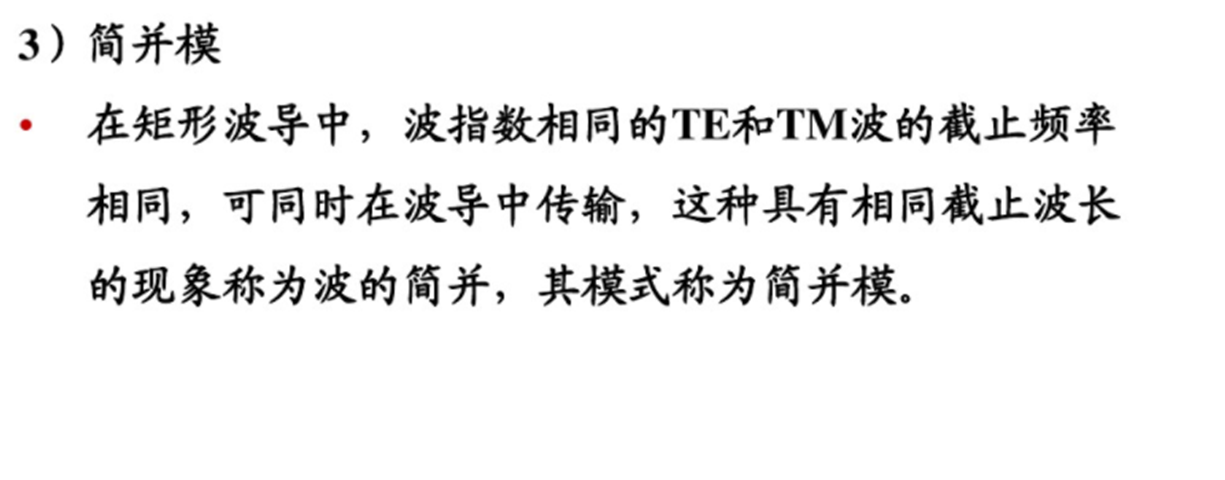 3）简并模
• 在矩形波导中，波指数相同的TE和TM波的截止频率
相同，可同时在波导中传输，这种具有相同截止波长
的现象称为波的简并，其模式称为简并模。